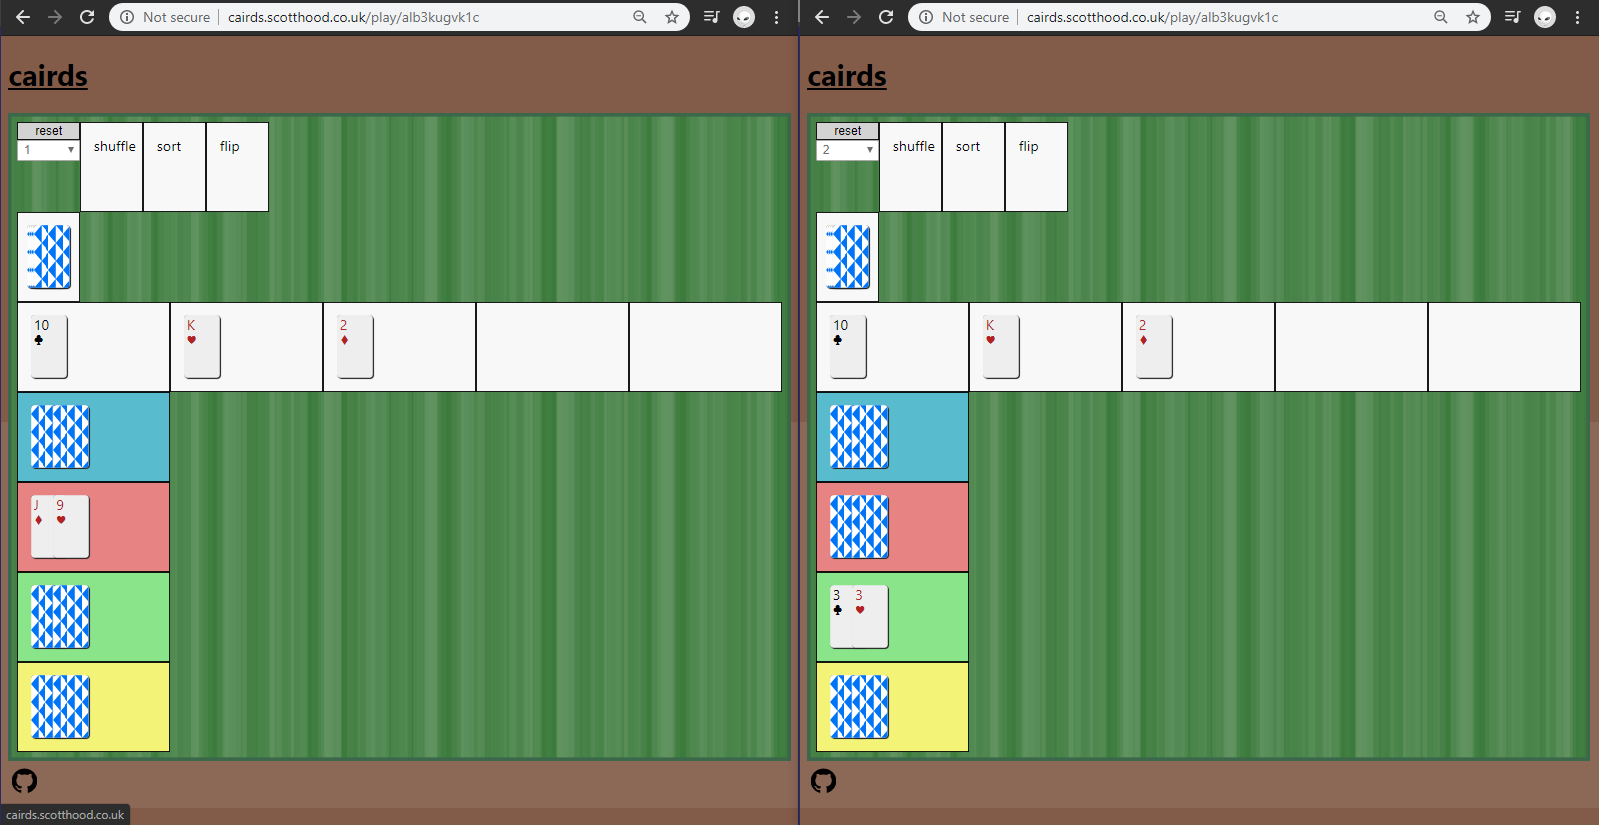 Not secure cairds.scotthood.co.uk/play/alb3kugvk1c
cairds
reset
1
shuffle sort flip
10 K 2
♣ ♥ ♦
J 9
♦ ♥
cairds.scotthood.co.uk
Not secure cairds.scotthood.co.uk/play/alb3kugvk1c
cairds
reset
2
shuffle sort flip
10 K 2
♣ ♥ ♦
3 3
♣ ♥